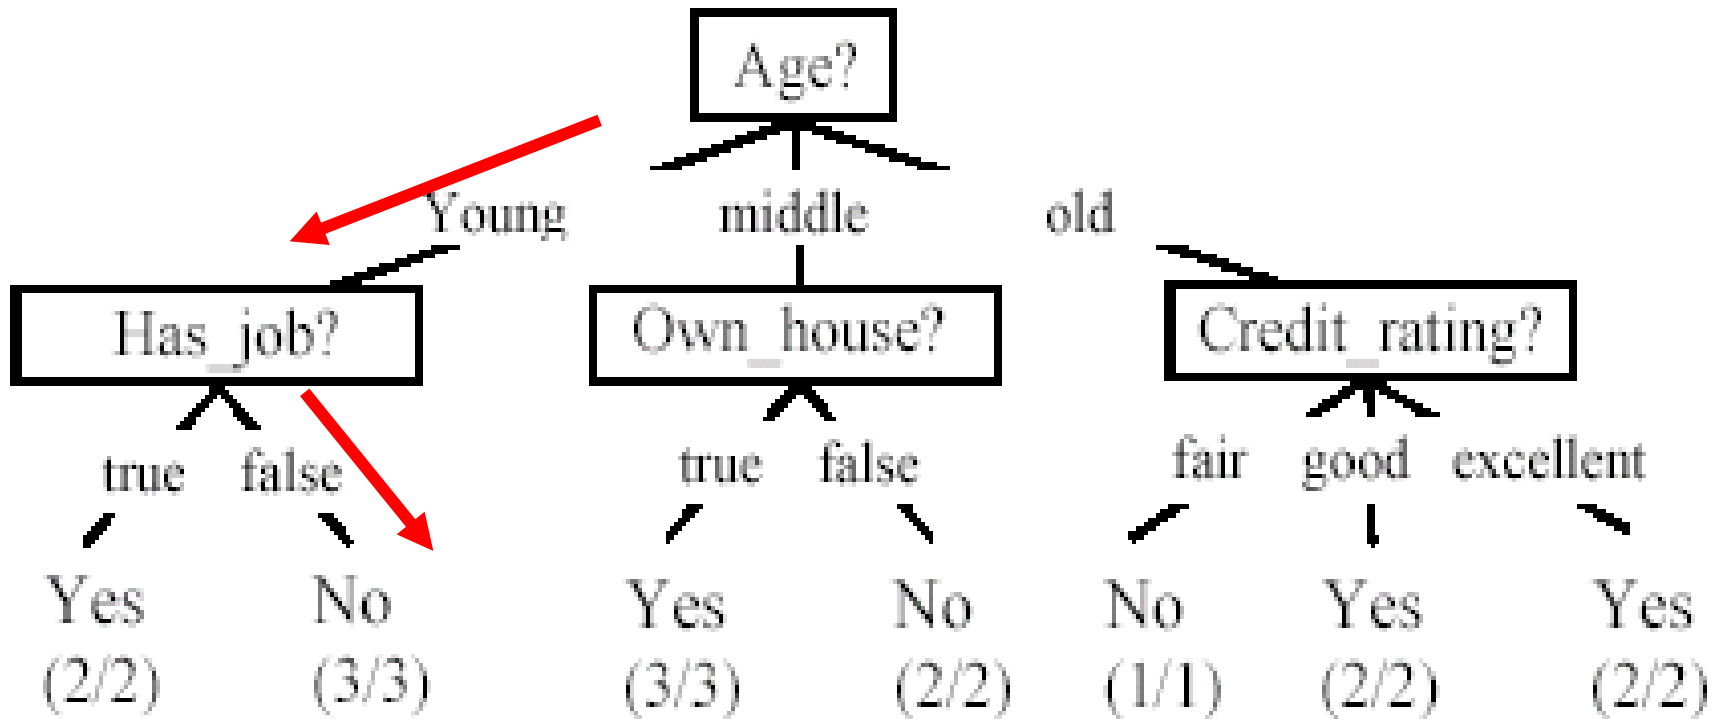 Age?
Young middle old
Has_job? Own_house? Credit_rating?
true false true false fair good excellent
Yes No Yes No No Yes Yes
(2/2) (3/3) (3/3) (2/2) (1/1) (2/2) (2/2)